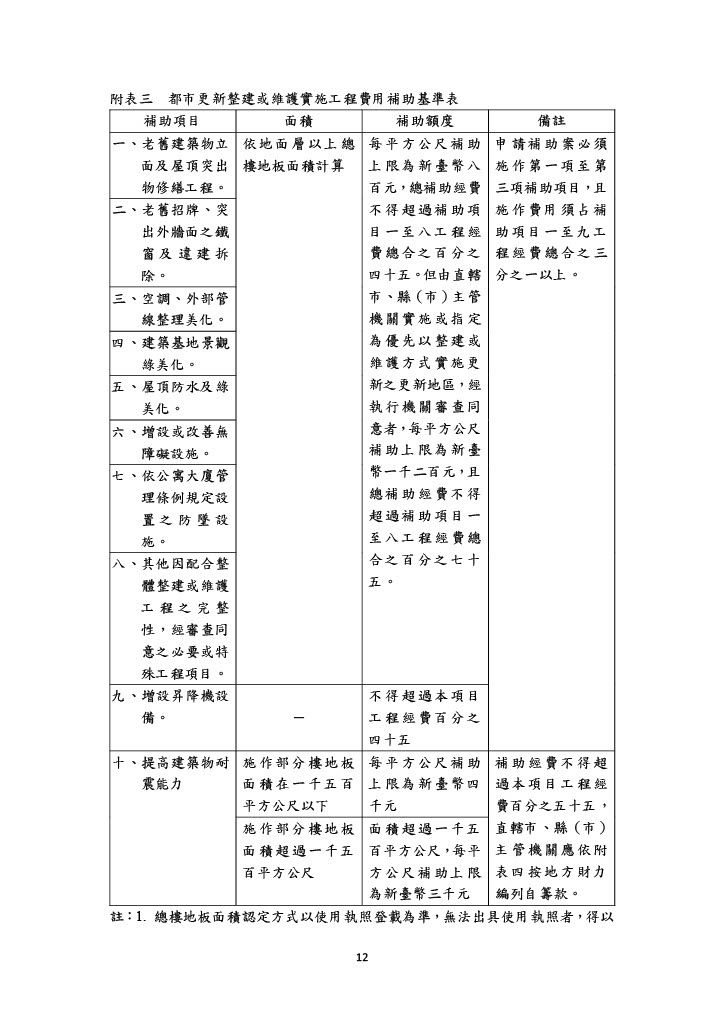 附表三　都市更新整建或維護實施工程費用補助基準表
補助項目
面積
補助額度
備註
一、老舊建築物立
面及屋頂突出
物修繕工程。
二、老舊招牌、突
出外牆面之鐵
窗及違建拆
除。
三、空調、外部管
線整理美化。
四、建築基地景觀
綠美化。
五、屋頂防水及綠
美化。
六、增設或改善無
障礙設施。
七、依公寓大廈管
理條例規定設
置之防墜設
施。
八、其他因配合整
體整建或維護
工程之完整
性，經審查同
意之必要或特
殊工程項目。
依地面層以上總
樓地板面積計算
每平方公尺補助
上限為新臺幣八
百元，總補助經費
不得超過補助項
目一至八工程經
費總合之百分之
四十五。但由直轄
市、縣（市）主管
機關實施或指定
為優先以整建或
維護方式實施更
新之更新地區，經
執行機關審查同
意者，每平方公尺
補助上限為新臺
幣一千二百元，且
總補助經費不得
超過補助項目一
至八工程經費總
合之百分之七十
五。
申請補助案必須
施作第一項至第
三項補助項目，且
施作費用須占補
助項目一至九工
程經費總合之三
分之一以上。
九、增設昇降機設
備。
－
不得超過本項目
工程經費百分之
四十五
十、提高建築物耐
震能力
施作部分樓地板
面積在一千五百
平方公尺以下
每平方公尺補助
上限為新臺幣四
千元
施作部分樓地板
面積超過一千五
百平方公尺
面積超過一千五
百平方公尺，每平
方公尺補助上限
為新臺幣三千元
補助經費不得超
過本項目工程經
費百分之五十五，
直轄市、縣（市）
主管機關應依附
表四按地方財力
編列自籌款。
註：1. 總樓地板面積認定方式以使用執照登載為準，無法出具使用執照者，得以
12